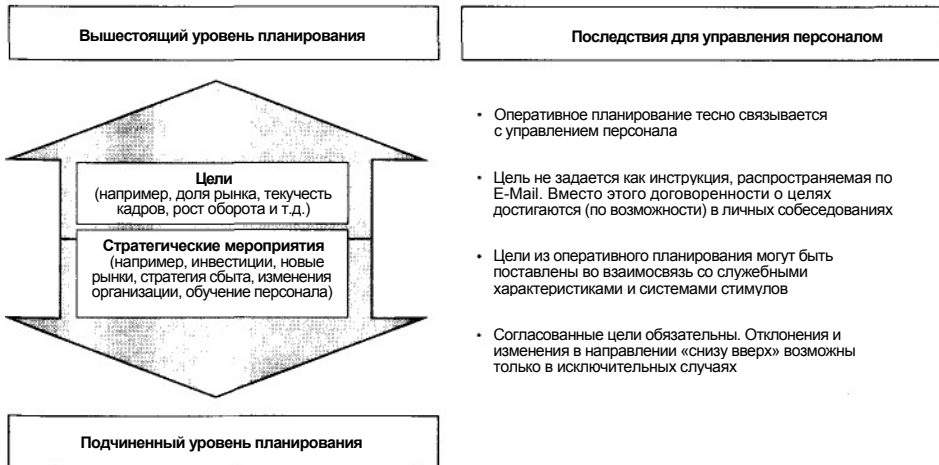 Вышестоящий уровень планирования
Цели
(например, доля рынка, текучесть
кадров, рост оборота и т.д.)
Стратегические мероприятия
(например, инвестиции, новые
рынки, стратегия сбыта, изменения
организации, обучение персонала)
Подчиненный уровень планирования
Последствия для управления персоналом
• Оперативное планирование тесно связывается
с управлением персонала
• Цель не задается как инструкция, распространяемая по
E-Mail. Вместо этого договоренности о целях
достигаются (по возможности) в личных собеседованиях
• Цели из оперативного планирования могут быть
поставлены во взаимосвязь со служебными
характеристиками и системами стимулов
• Согласованные цели обязательны. Отклонения и
изменения в направлении «снизу вверх» возможны
только в исключительных случаях